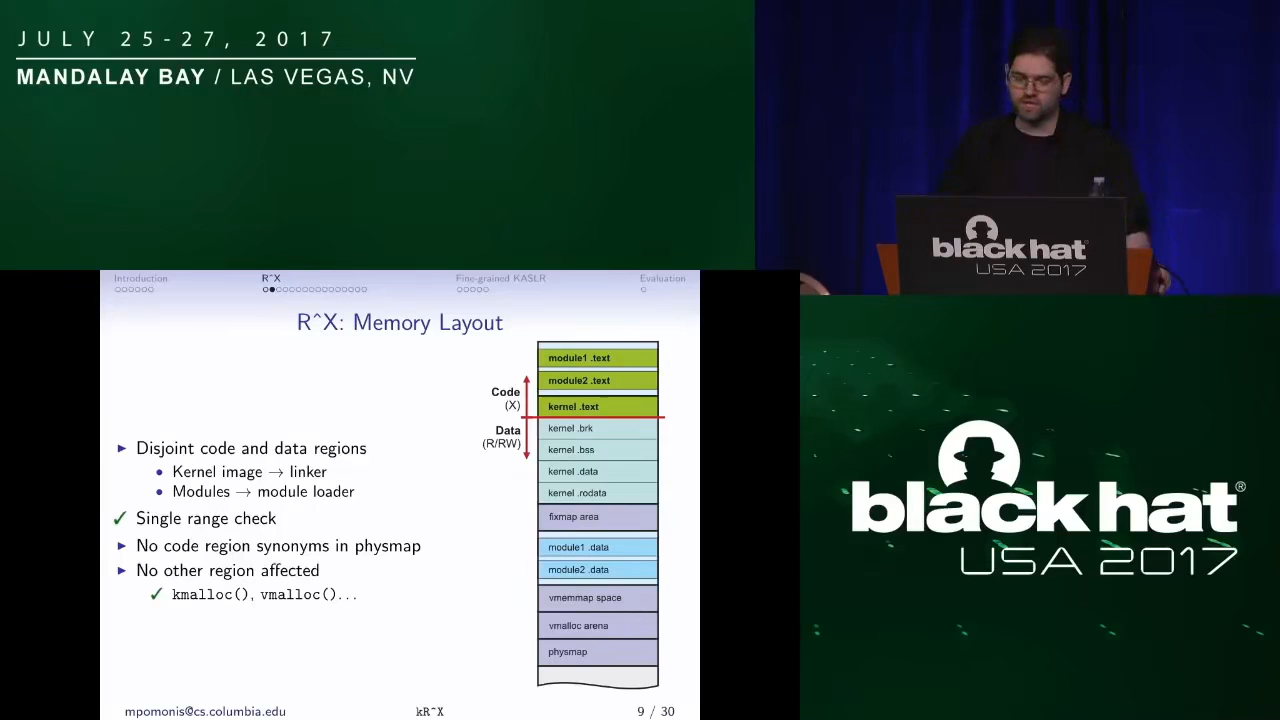 JULY 25-27, 2017
MANDALAY BAY / LAS VEGAS, NV
black hat
USA 2017
Introduction
R^X
Fine-grained KASLR
Evaluation
R^X: Memory Layout
▶ Disjoint code and data regions
• Kernel image → linker
• Modules → module loader
✓ Single range check
▶ No code region synonyms in physmap
▶ No other region affected
✓ kmalloc(), vmalloc()...
Code
(X)
Data
(R/RW)
module1 .text
module2 .text
kernel .text
kernel .brk
kernel .bss
kernel .data
kernel .rodata
fixmap area
module1 .data
module2 .data
vmemmap space
vmalloc arena
physmap
mpomonis@cs.columbia.edu
kR^X
9 / 30
black hat®
USA 2017